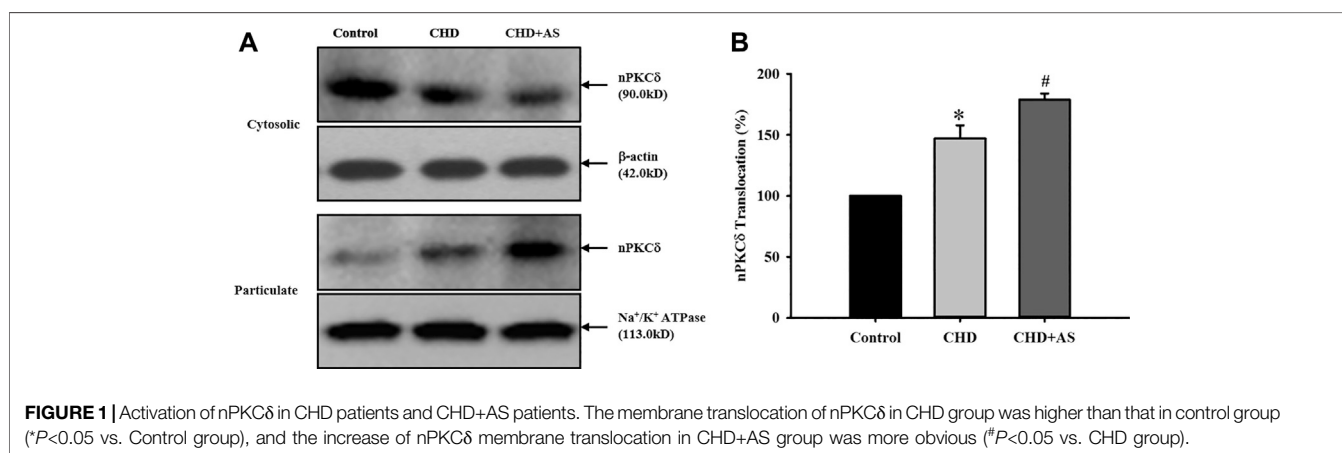 A
Control CHD CHD+AS
nPKCδ
(90.0kD)
Cytosolic
β-actin
(42.0kD)
nPKCδ
Particulate
Na⁺/K⁺ ATPase
(113.0kD)
B
nPKCδ Translocation (%)
200
150
100
50
0
*
#
Control CHD CHD+AS
FIGURE 1 | Activation of nPKCδ in CHD patients and CHD+AS patients. The membrane translocation of nPKCδ in CHD group was higher than that in control group
(*P<0.05 vs. Control group), and the increase of nPKCδ membrane translocation in CHD+AS group was more obvious (#P<0.05 vs. CHD group).